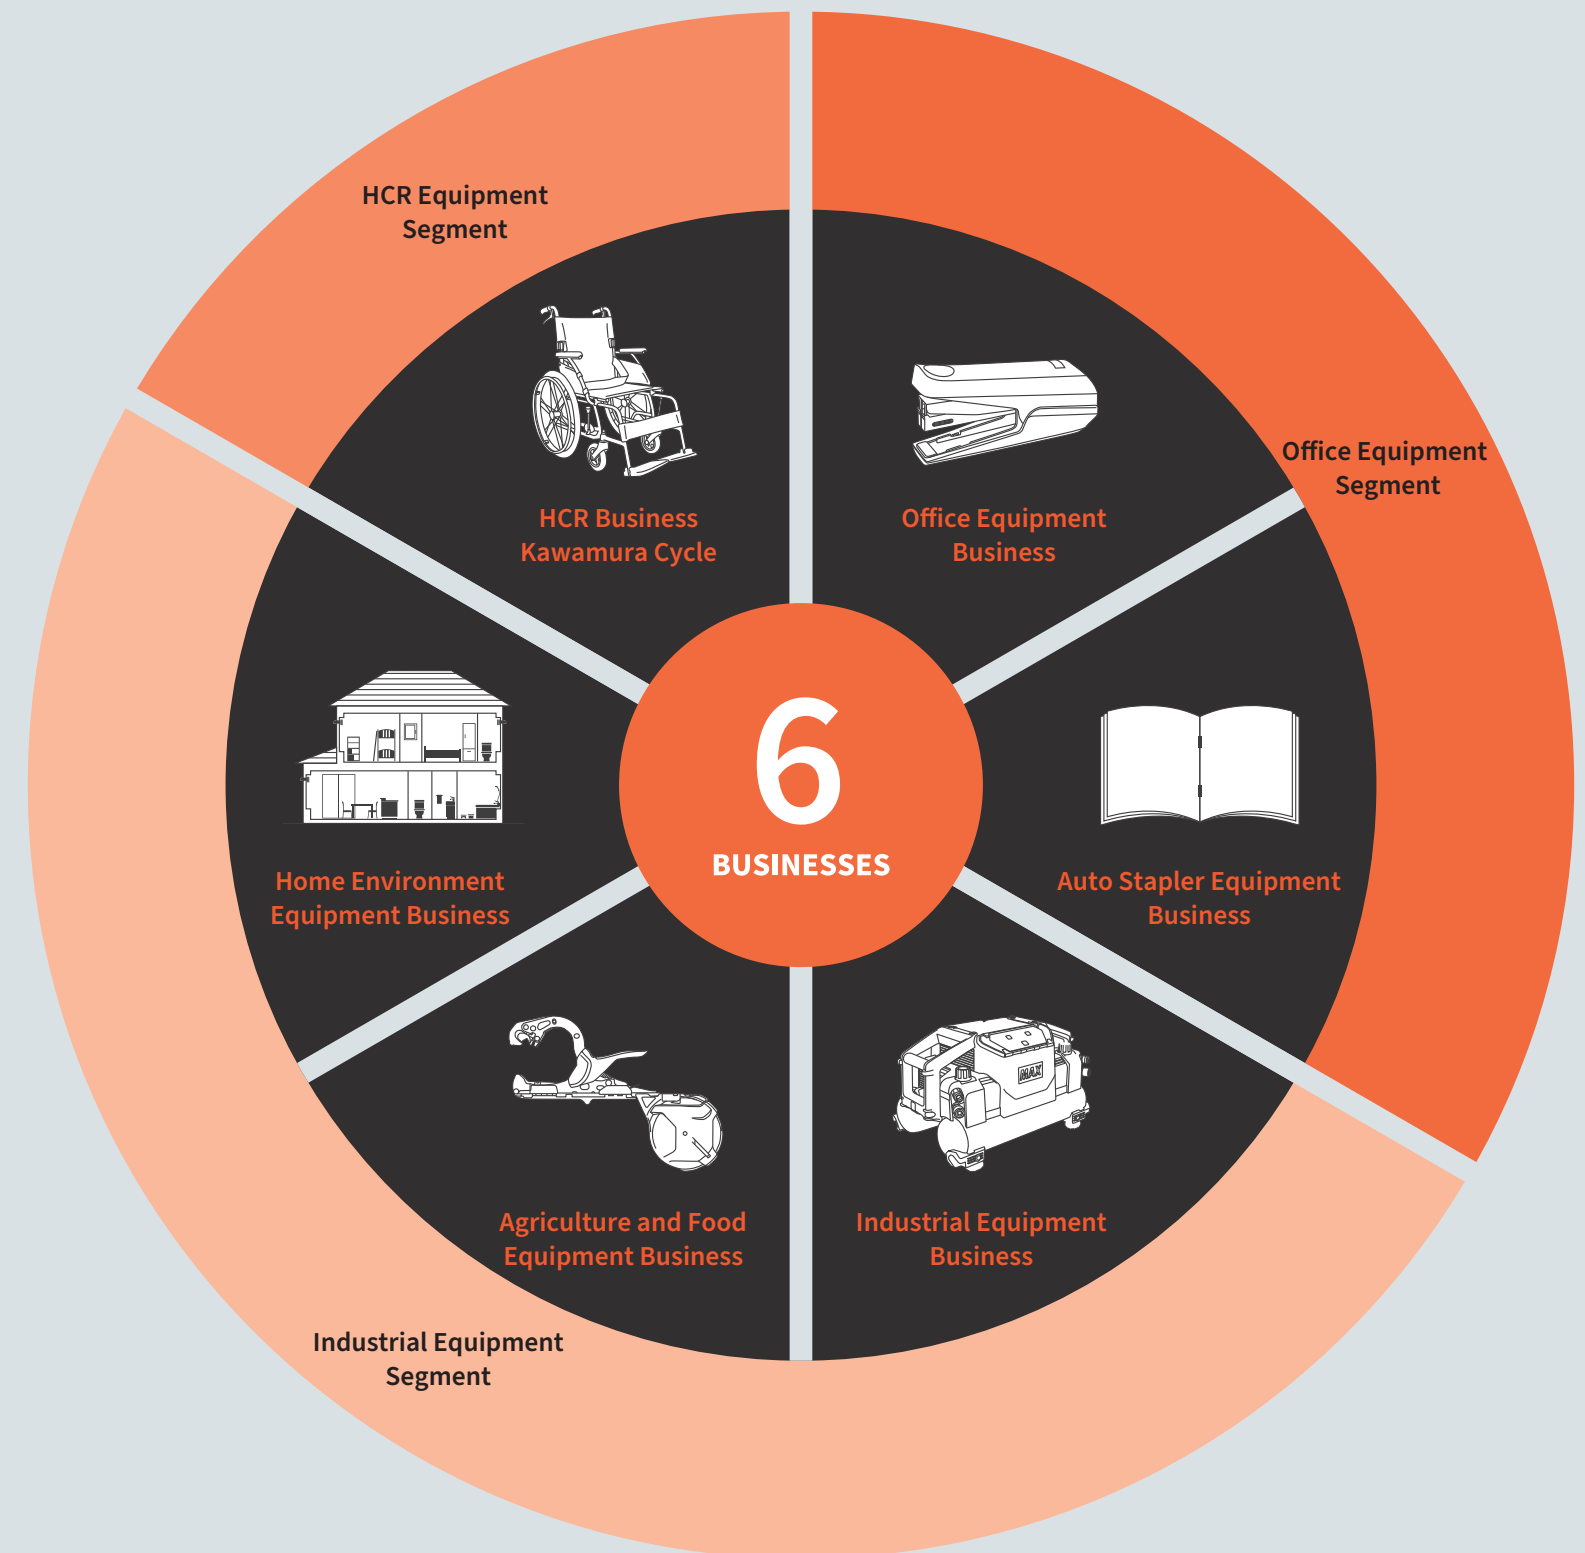 HCR Equipment
Segment
HCR Business
Kawamura Cycle
Office Equipment
Business
Office Equipment
Segment
6
BUSINESSES
Home Environment
Equipment Business
Auto Stapler Equipment
Business
MAX
Agriculture and Food
Equipment Business
Industrial Equipment
Business
Industrial Equipment
Segment